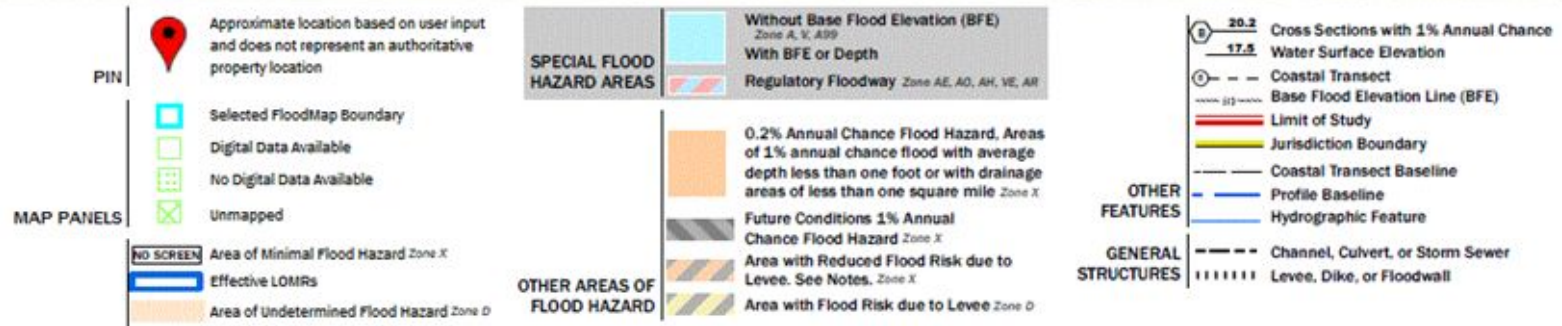 PIN
Approximate location based on user input
and does not represent an authoritative
property location
MAP PANELS
Selected FloodMap Boundary
Digital Data Available
No Digital Data Available
Unmapped
NO SCREEN Area of Minimal Flood Hazard Zone X
Effective LOMRs
Area of Undetermined Flood Hazard Zone D
SPECIAL FLOOD
HAZARD AREAS
Without Base Flood Elevation (BFE)
Zone A, V, A99
With BFE or Depth
Regulatory Floodway Zone AE, AO, AH, VE, AR
OTHER AREAS OF
FLOOD HAZARD
0.2% Annual Chance Flood Hazard, Areas
of 1% annual chance flood with average
depth less than one foot or with drainage
areas of less than one square mile Zone X
Future Conditions 1% Annual
Chance Flood Hazard Zone X
Area with Reduced Flood Risk due to
Levee. See Notes. Zone X
Area with Flood Risk due to Levee Zone D
OTHER
FEATURES
20.2 Cross Sections with 1% Annual Chance
17.5 Water Surface Elevation
Coastal Transect
Base Flood Elevation Line (BFE)
Limit of Study
Jurisdiction Boundary
Coastal Transect Baseline
Profile Baseline
Hydrographic Feature
GENERAL
STRUCTURES
Channel, Culvert, or Storm Sewer
Levee, Dike, or Floodwall